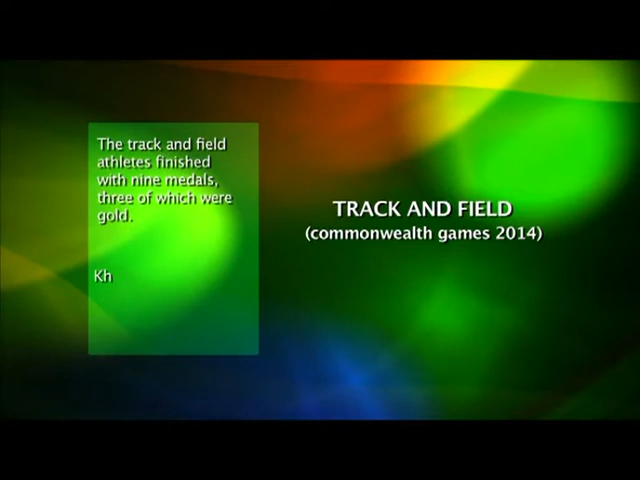 The track and field
athletes finished
with nine medals,
three of which were
gold.
Kh
TRACK AND FIELD
(commonwealth games 2014)